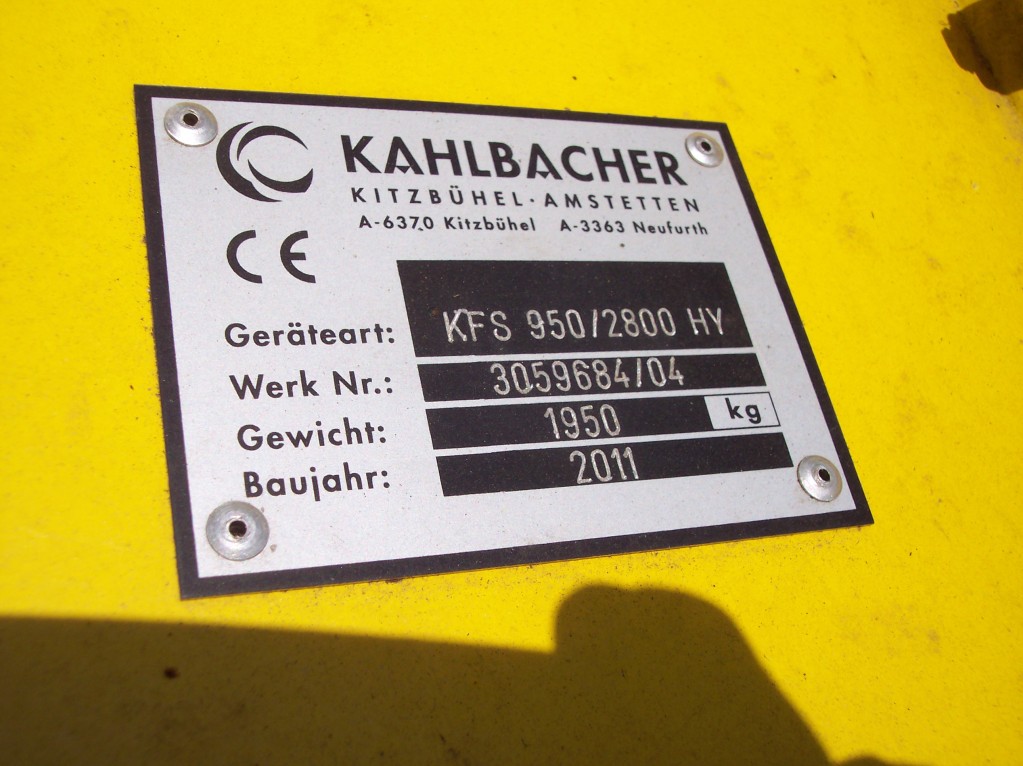 KAHLBACHER
KITZBÜHEL·AMSTETTEN
A-6370 Kitzbühel A-3363 Neufurth
CE
Geräteart: KFS 950/2800 HY
Werk Nr.: 3059684/04
Gewicht: 1950 kg
Baujahr: 2011